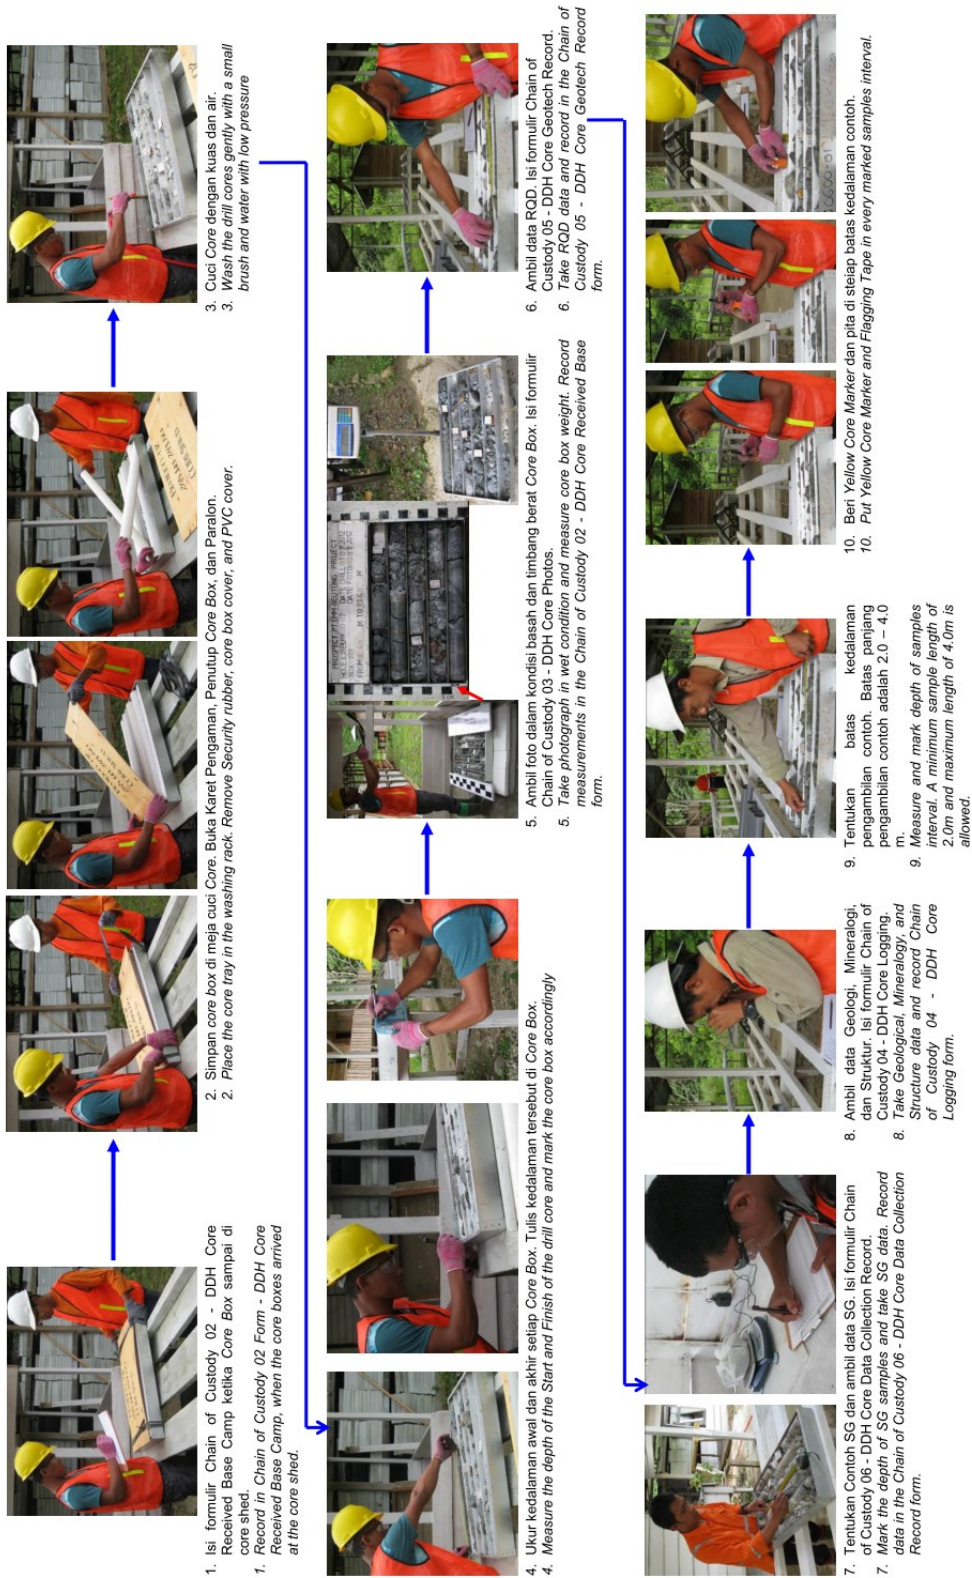 1. Isi formulir Chain of Custody 02 - DDH Core
Received Base Camp ketika Core Box sampai di
core shed.
1. Record in Chain of Custody 02 Form - DDH Core
Received Base Camp, when the core boxes arrived
at the core shed.
2. Simpan core box di meja cuci Core. Buka Karet Pengaman, Penutup Core Box, dan Paralon.
2. Place the core tray in the washing rack. Remove Security rubber, core box cover, and PVC cover.
3. Cuci Core dengan kuas dan air.
3. Wash the drill cores gently with a small
brush and water with low pressure
4. Ukur kedalaman awal dan akhir setiap Core Box. Tulis kedalaman tersebut di Core Box.
4. Measure the depth of the Start and Finish of the drill core and mark the core box accordingly
PROJECT
5. Ambil foto dalam kondisi basah dan timbang berat Core Box. Isi formulir
Chain of Custody 03 - DDH Core Photos.
5. Take photograph in wet condition and measure core box weight. Record
measurements in the Chain of Custody 02 - DDH Core Received Base
form.
6. Ambil data RQD. Isi formulir Chain of
Custody 05 - DDH Core Geotech Record.
6. Take RQD data and record in the Chain of
Custody 05 - DDH Core Geotech Record
form.
7. Tentukan Contoh SG dan ambil data SG. Isi formulir Chain
of Custody 06 - DDH Core Data Collection Record.
7. Mark the depth of SG samples and take SG data. Record
data in the Chain of Custody 06 - DDH Core Data Collection
Record form.
8. Ambil data Geologi, Mineralogi,
dan Struktur. Isi formulir Chain of
Custody 04 - DDH Core Logging.
8. Take Geological, Mineralogy, and
Structure data and record Chain
of Custody 04 - DDH Core
Logging form.
9. Tentukan batas kedalaman
pengambilan contoh. Batas panjang
pengambilan contoh adalah 2.0 – 4.0
m.
9. Measure and mark depth of samples
interval. A minimum sample length of
2.0m and maximum length of 4.0m is
allowed.
10. Beri Yellow Core Marker dan pita di steiap batas kedalaman contoh.
10. Put Yellow Core Marker and Flagging Tape in every marked samples interval.